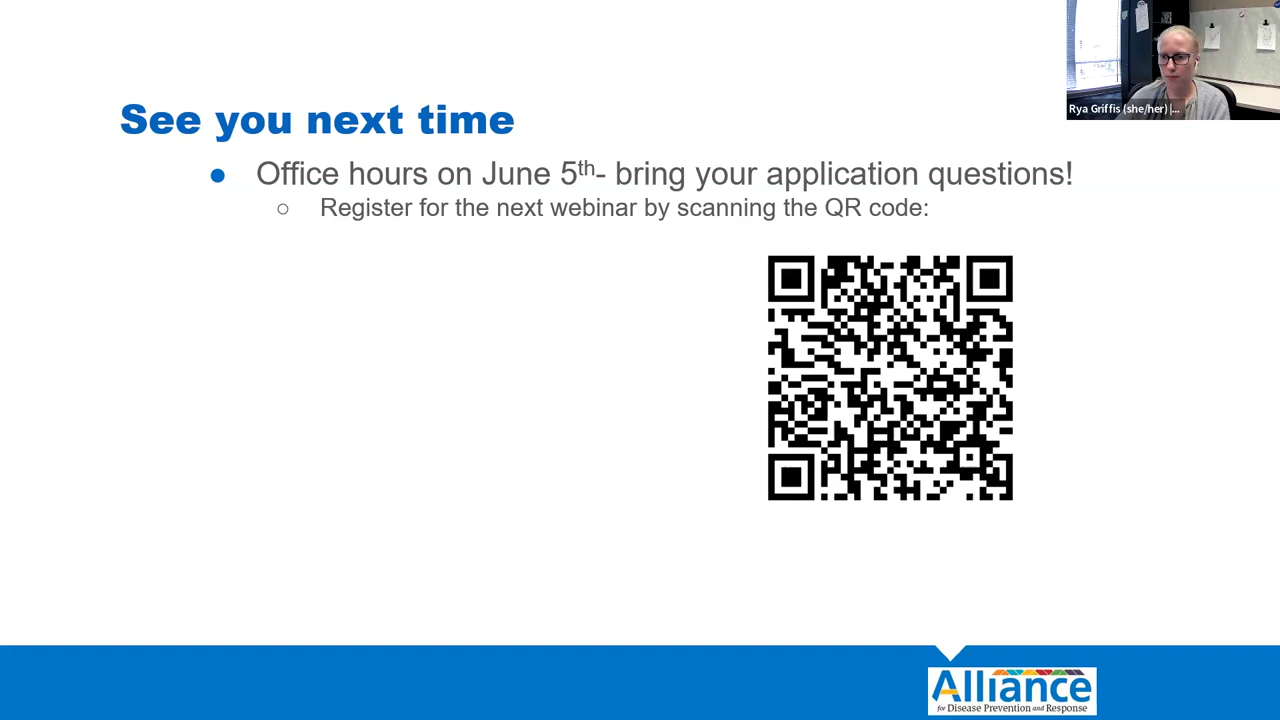 Rya Griffis (she/her) |...
See you next time
● Office hours on June 5th- bring your application questions!
○ Register for the next webinar by scanning the QR code:
Alliance
for Disease Prevention and Response